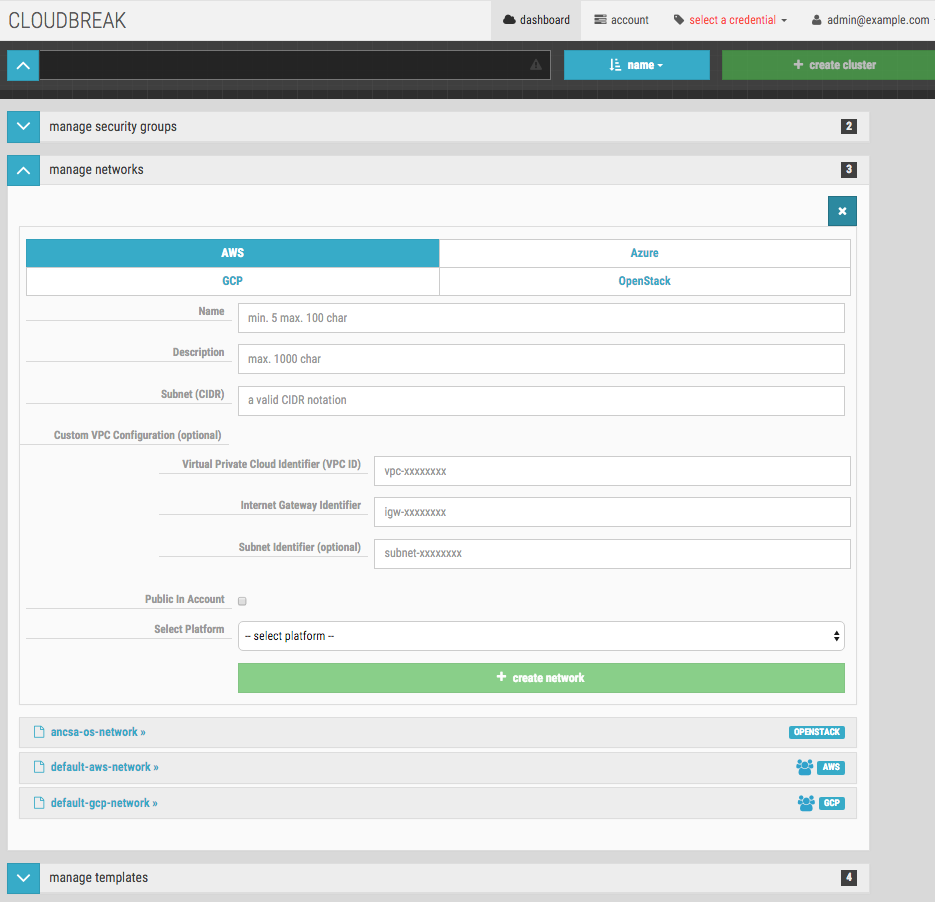 CLOUDBREAK
dashboard
account
select a credential
admin@example.com
name
+ create cluster
manage security groups
2
manage networks
3
AWS
Azure
GCP
OpenStack
Name
min. 5 max. 100 char
Description
max. 1000 char
Subnet (CIDR)
a valid CIDR notation
Custom VPC Configuration (optional)
Virtual Private Cloud Identifier (VPC ID)
vpc-xxxxxxxx
Internet Gateway Identifier
igw-xxxxxxxx
Subnet Identifier (optional)
subnet-xxxxxxxx
Public In Account
Select Platform
-- select platform --
+ create network
ancsa-os-network »
OPENSTACK
default-aws-network »
AWS
default-gcp-network »
GCP
manage templates
4